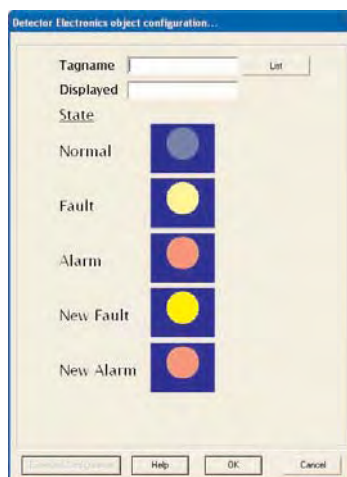 Detector Electronics object configuration...
Tagname
List
Displayed
State
Normal
Fault
Alarm
New Fault
New Alarm
Help
OK
Cancel